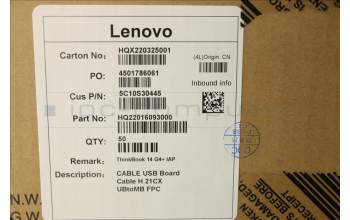 Lenovo
Carton No: HQX220325001
(4L)Origin: CN
PO: 4501786061
Inbound info
Cus P/N: 5C10S30445
Part No: HQ22016093000
QTY: 50
Remark: ThinkBook 14 G4+ IAP
Description: CABLE USB Board
Cable H 21CX
UBtoMB FPC